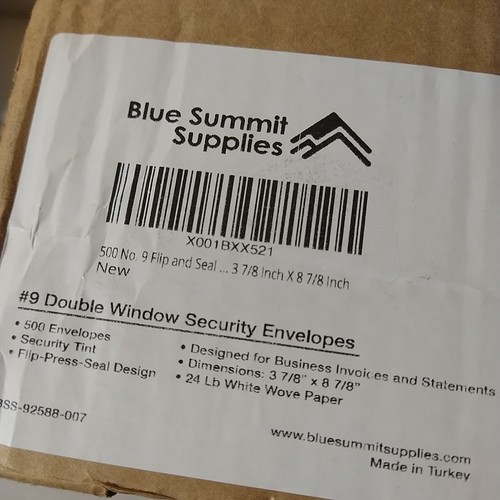 Blue Summit
Supplies
X001BXX521
500 No. 9 Flip and Seal ... 3 7/8 Inch X 8 7/8 Inch
New
#9 Double Window Security Envelopes
• 500 Envelopes
• Security Tint
• Flip-Press-Seal Design
• Designed for Business Invoices and Statements
• Dimensions: 3 7/8" x 8 7/8"
• 24 Lb White Wove Paper
BSS-92588-007
www.bluesummitsupplies.com
Made in Turkey